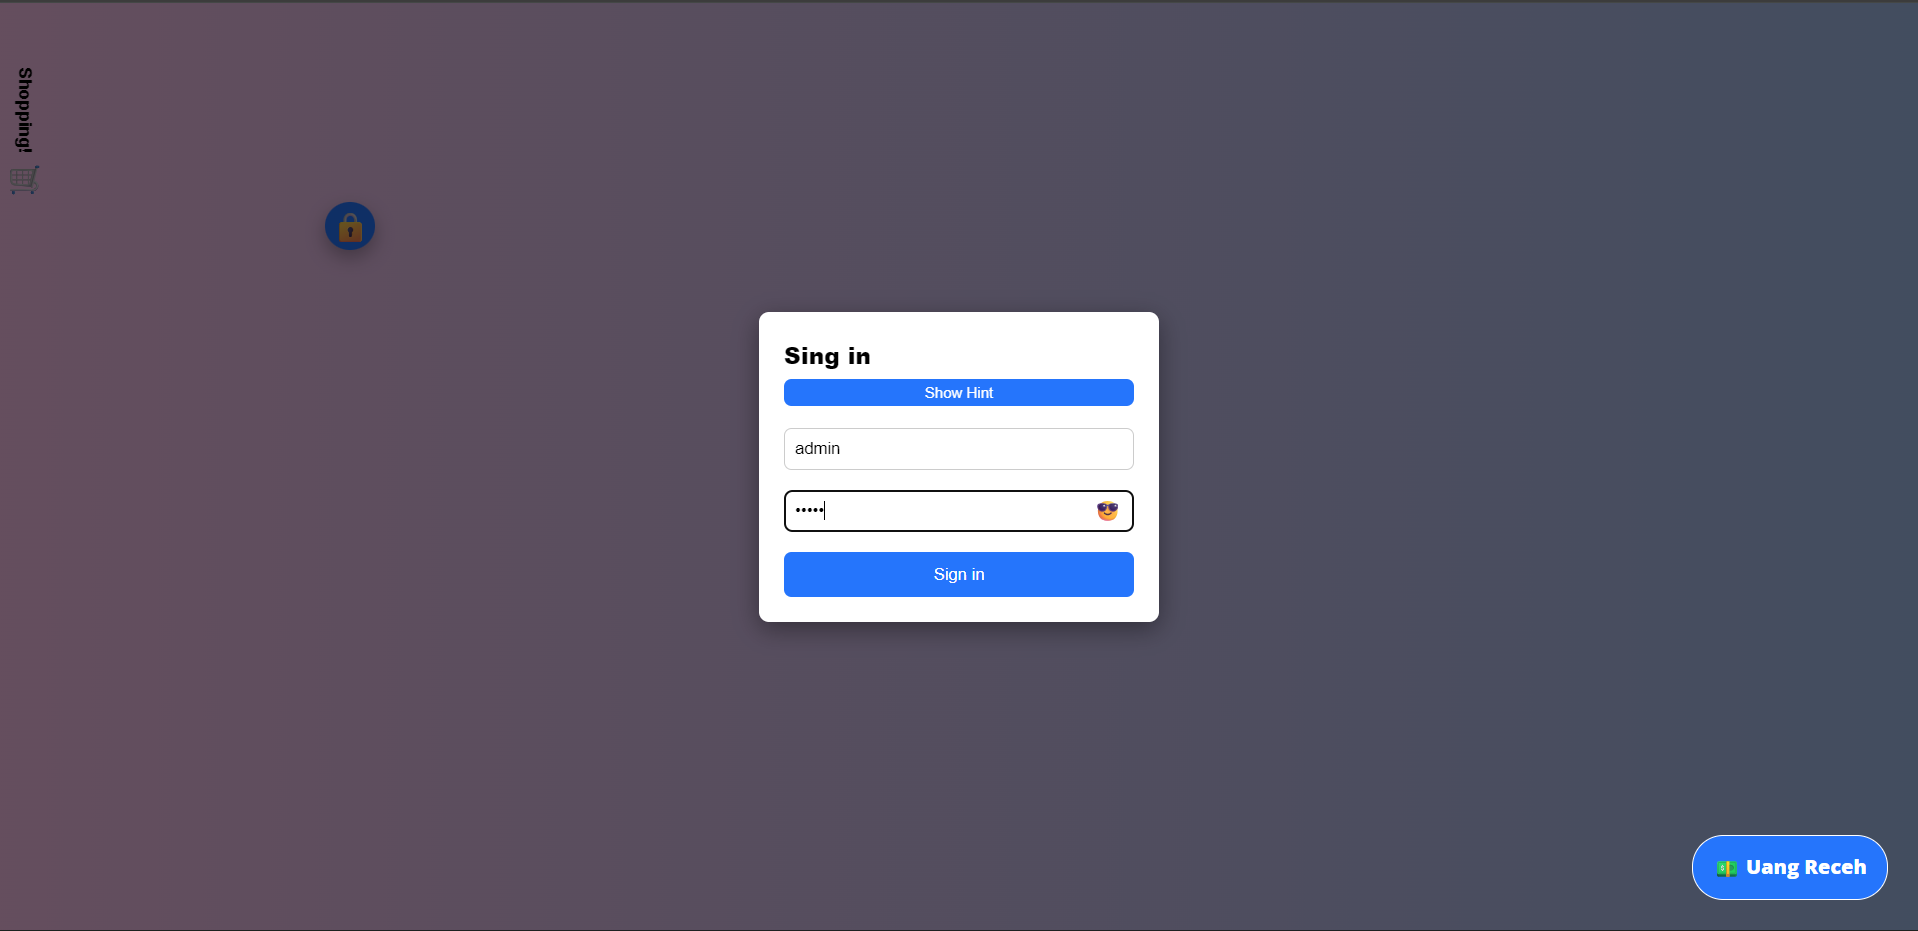 Shopping!
Sing in
Show Hint
admin
•••••
Sign in
Uang Receh